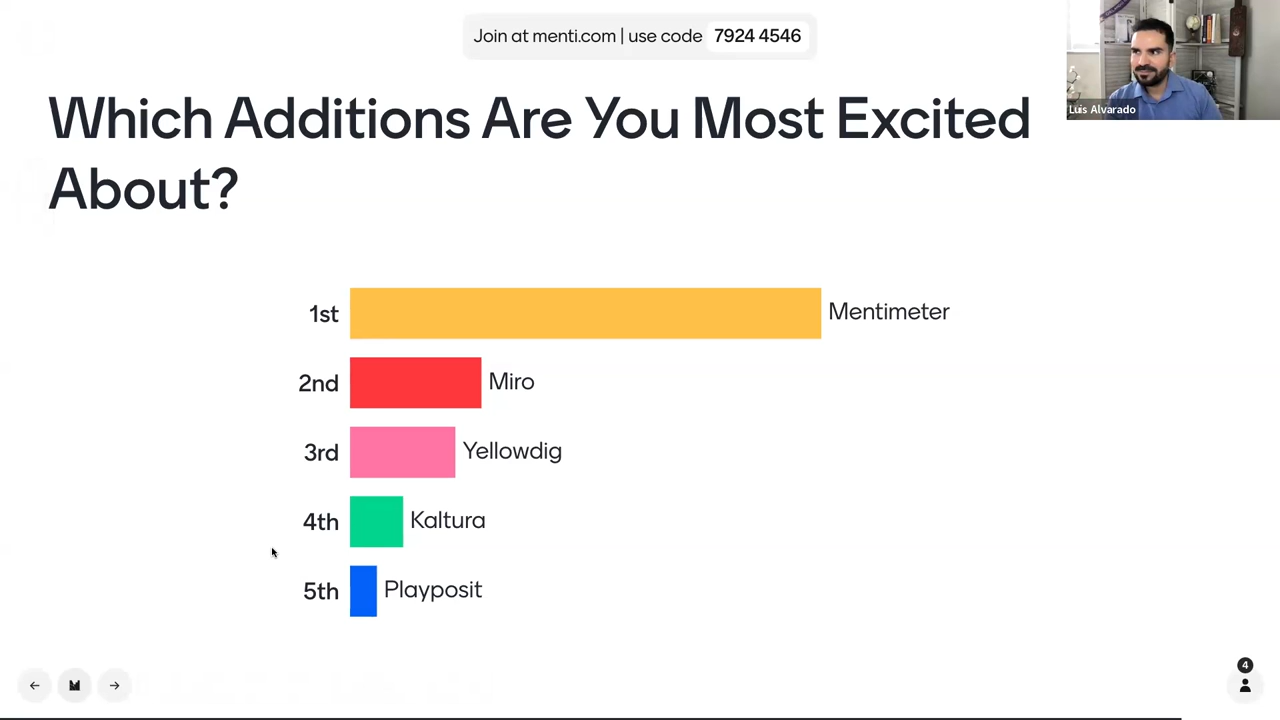 Join at menti.com | use code 7924 4546
Luis Alvarado
Which Additions Are You Most Excited
About?
1st Mentimeter
2nd Miro
3rd Yellowdig
4th Kaltura
5th Playposit
4